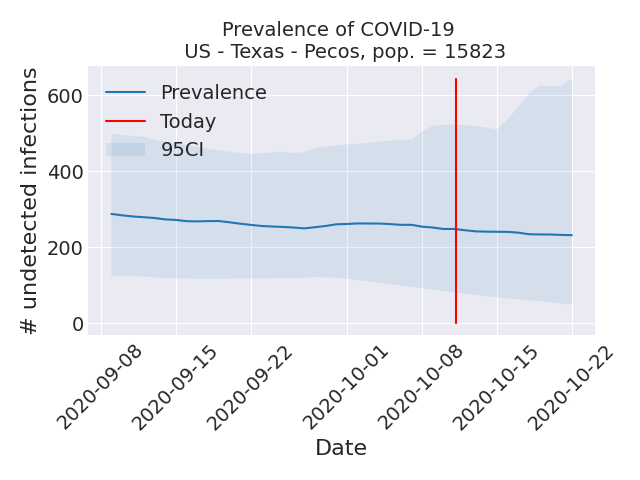 Prevalence of COVID-19
US - Texas - Pecos, pop. = 15823
# undetected infections
600
400
200
0
Prevalence
Today
95CI
2020-09-08
2020-09-15
2020-09-22
2020-10-01
2020-10-08
2020-10-15
2020-10-22
Date